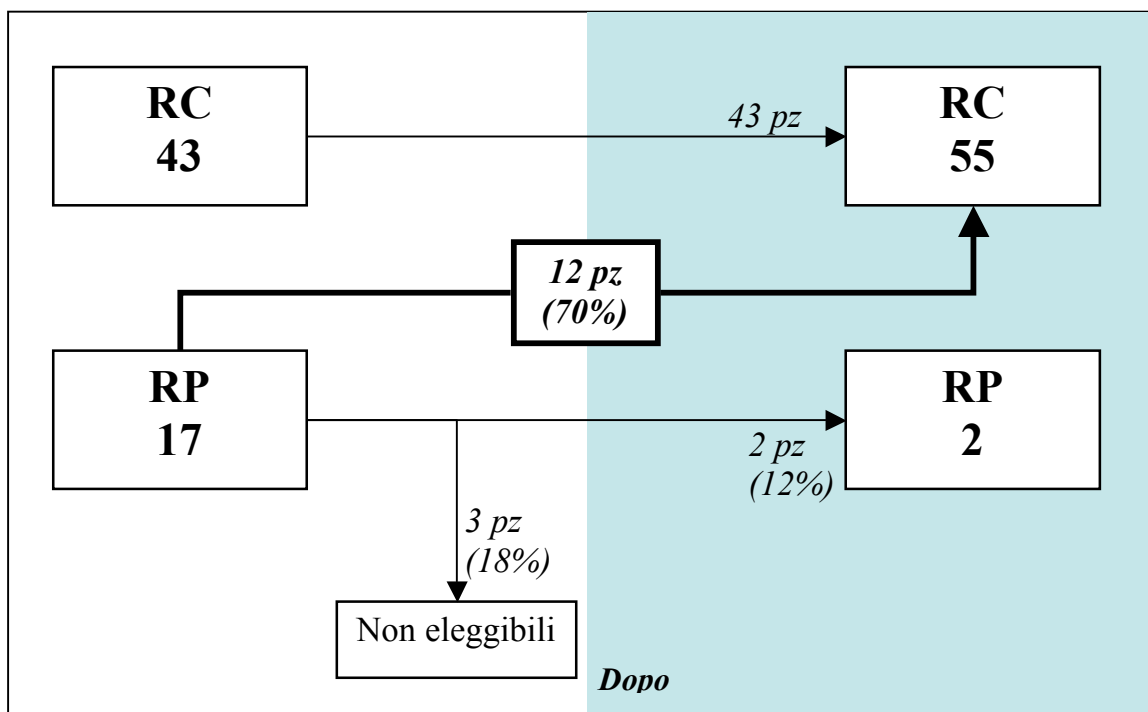 RC
43
43 pz
RC
55
12 pz
(70%)
RP
17
2 pz
(12%)
RP
2
3 pz
(18%)
Non eleggibili
Dopo